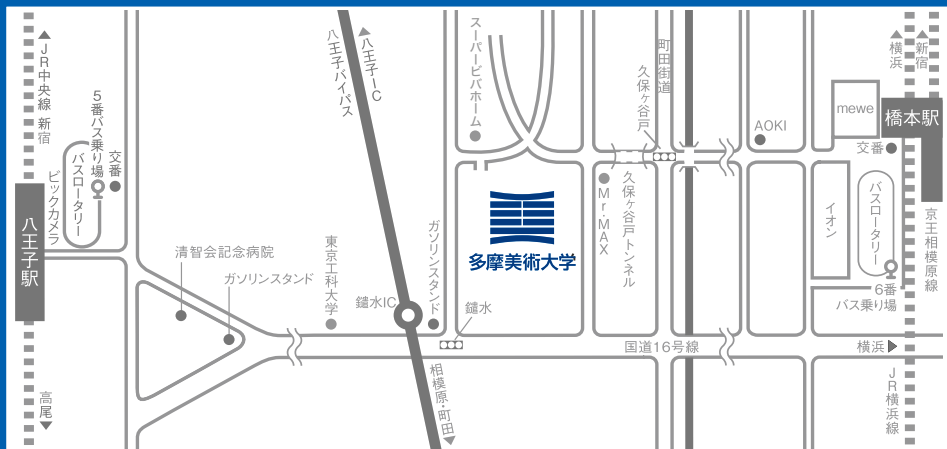 JR中央線 新宿
八王子駅
高尾
5番バス乗り場
バスロータリー
交番
ビックカメラ
清智会記念病院
ガソリンスタンド
東京工科大学
八王子バイパス
八王子IC
鑓水IC
相模原・町田
ガソリンスタンド
鑓水
スーパービバホーム
多摩美術大学
Mr・MAX
久保ヶ谷戸トンネル
久保ヶ谷戸
町田街道
国道16号線
AOKI
mewe
交番
イオン
バスロータリー
6番
バス乗り場
横浜
新宿
橋本駅
京王相模原線
横浜
JR横浜線